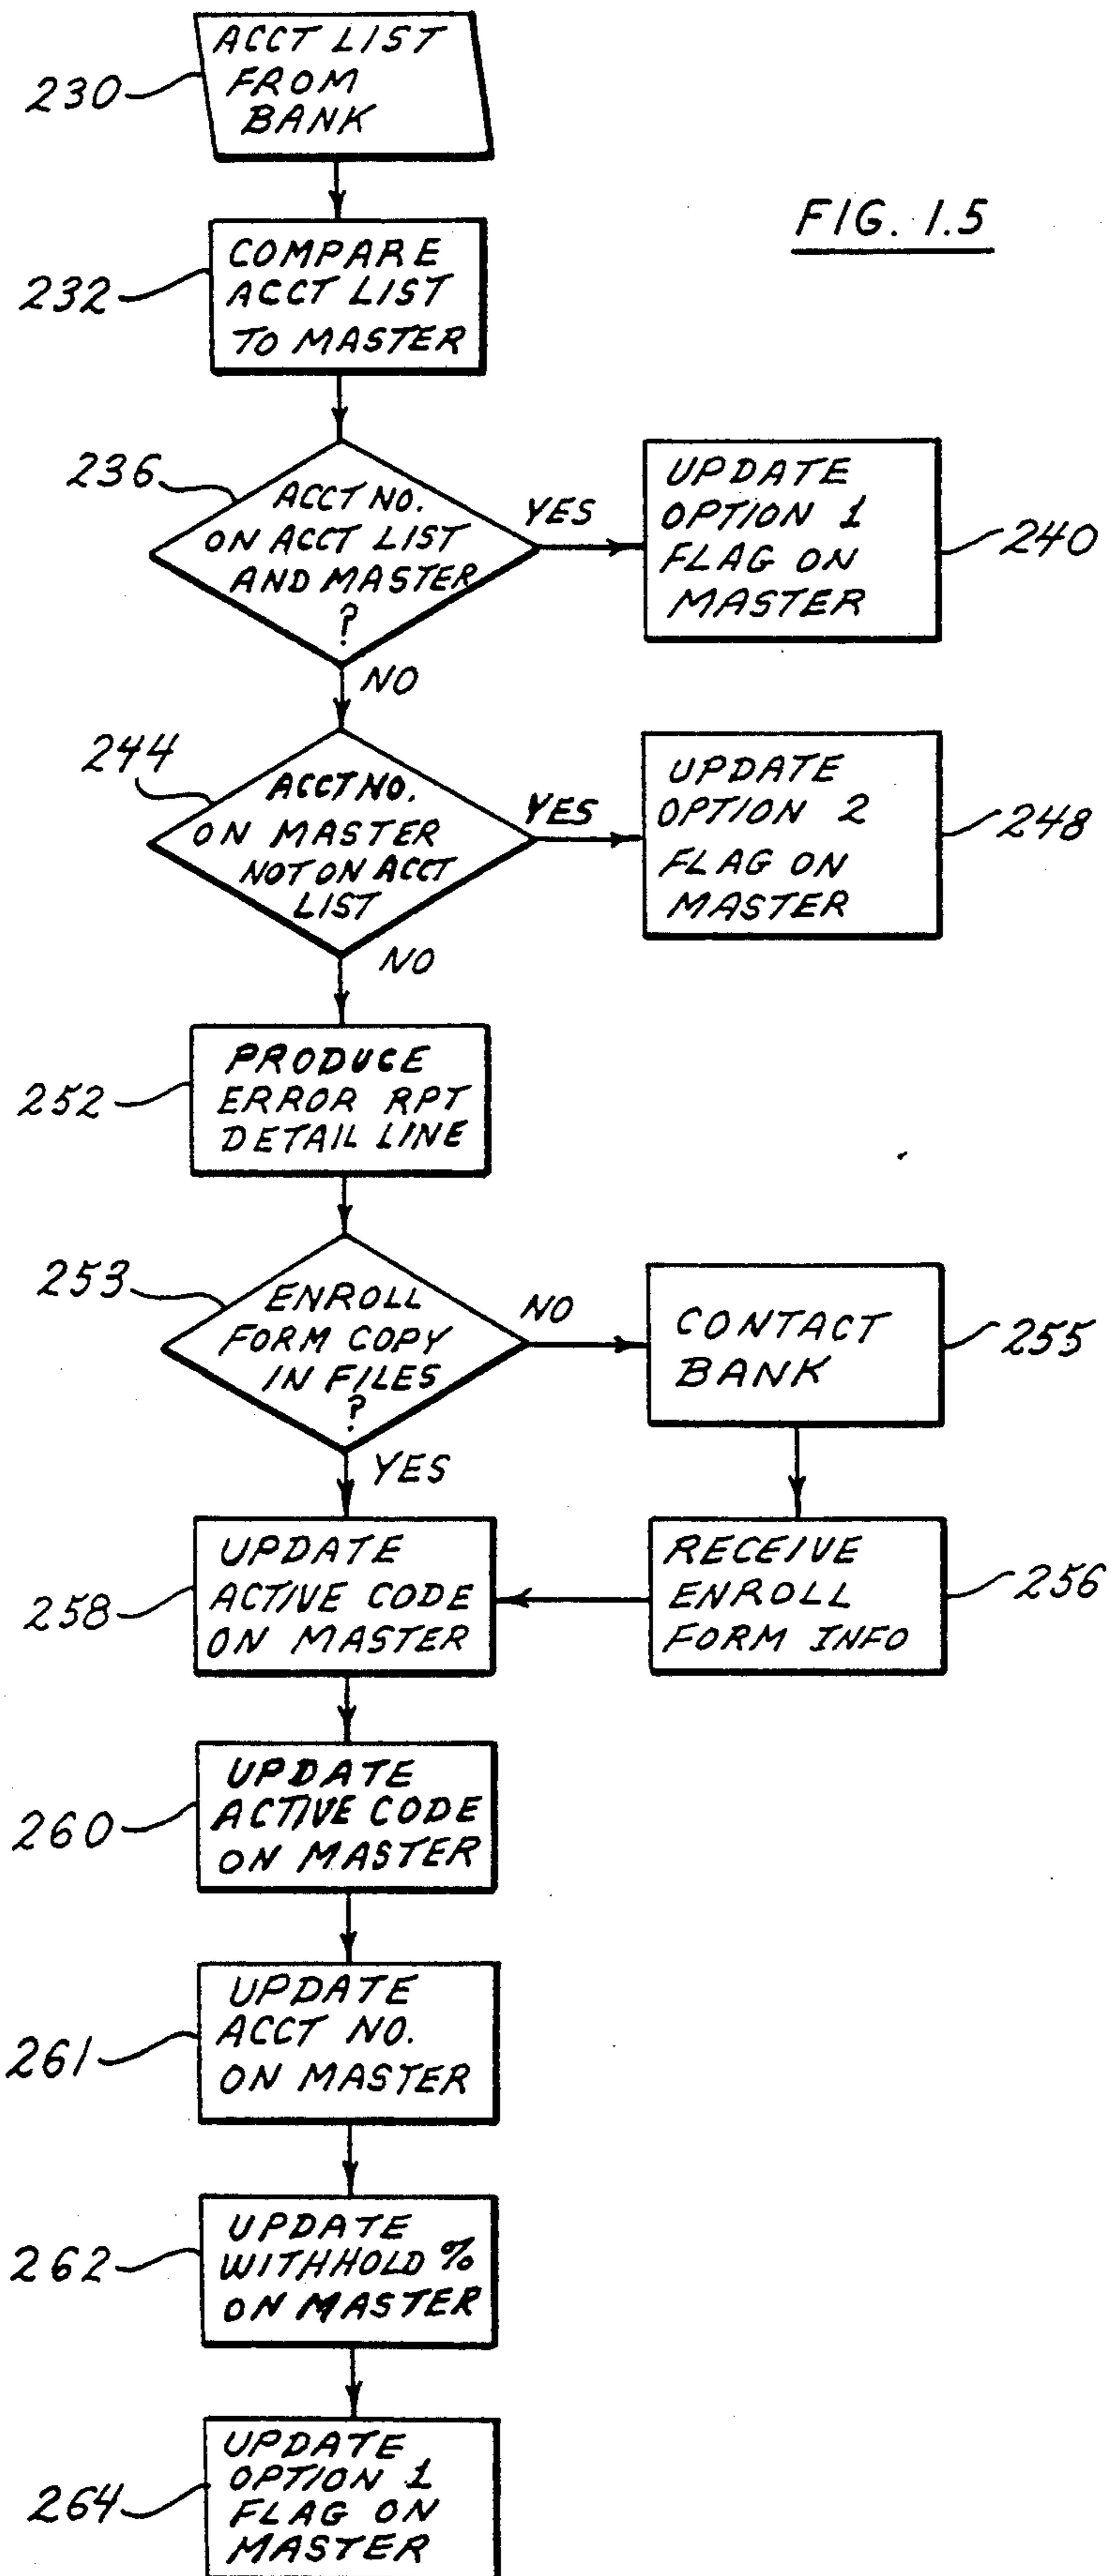 ACCT LIST
FROM
BANK
230
FIG. 1.5
COMPARE
ACCT LIST
TO MASTER
232
236
ACCT NO.
ON ACCT LIST
AND MASTER
?
YES
UPDATE
OPTION 1
FLAG ON
MASTER
240
NO
244
ACCT NO.
ON MASTER
NOT ON ACCT
LIST
YES
UPDATE
OPTION 2
FLAG ON
MASTER
248
NO
PRODUCE
ERROR RPT
DETAIL LINE
252
253
ENROLL
FORM COPY
IN FILES
?
NO
CONTACT
BANK
255
YES
UPDATE
ACTIVE CODE
ON MASTER
258
RECEIVE
ENROLL
FORM INFO
256
UPDATE
ACTIVE CODE
ON MASTER
260
UPDATE
ACCT NO.
ON MASTER
261
UPDATE
WITHHOLD %
ON MASTER
262
UPDATE
OPTION 1
FLAG ON
MASTER
264